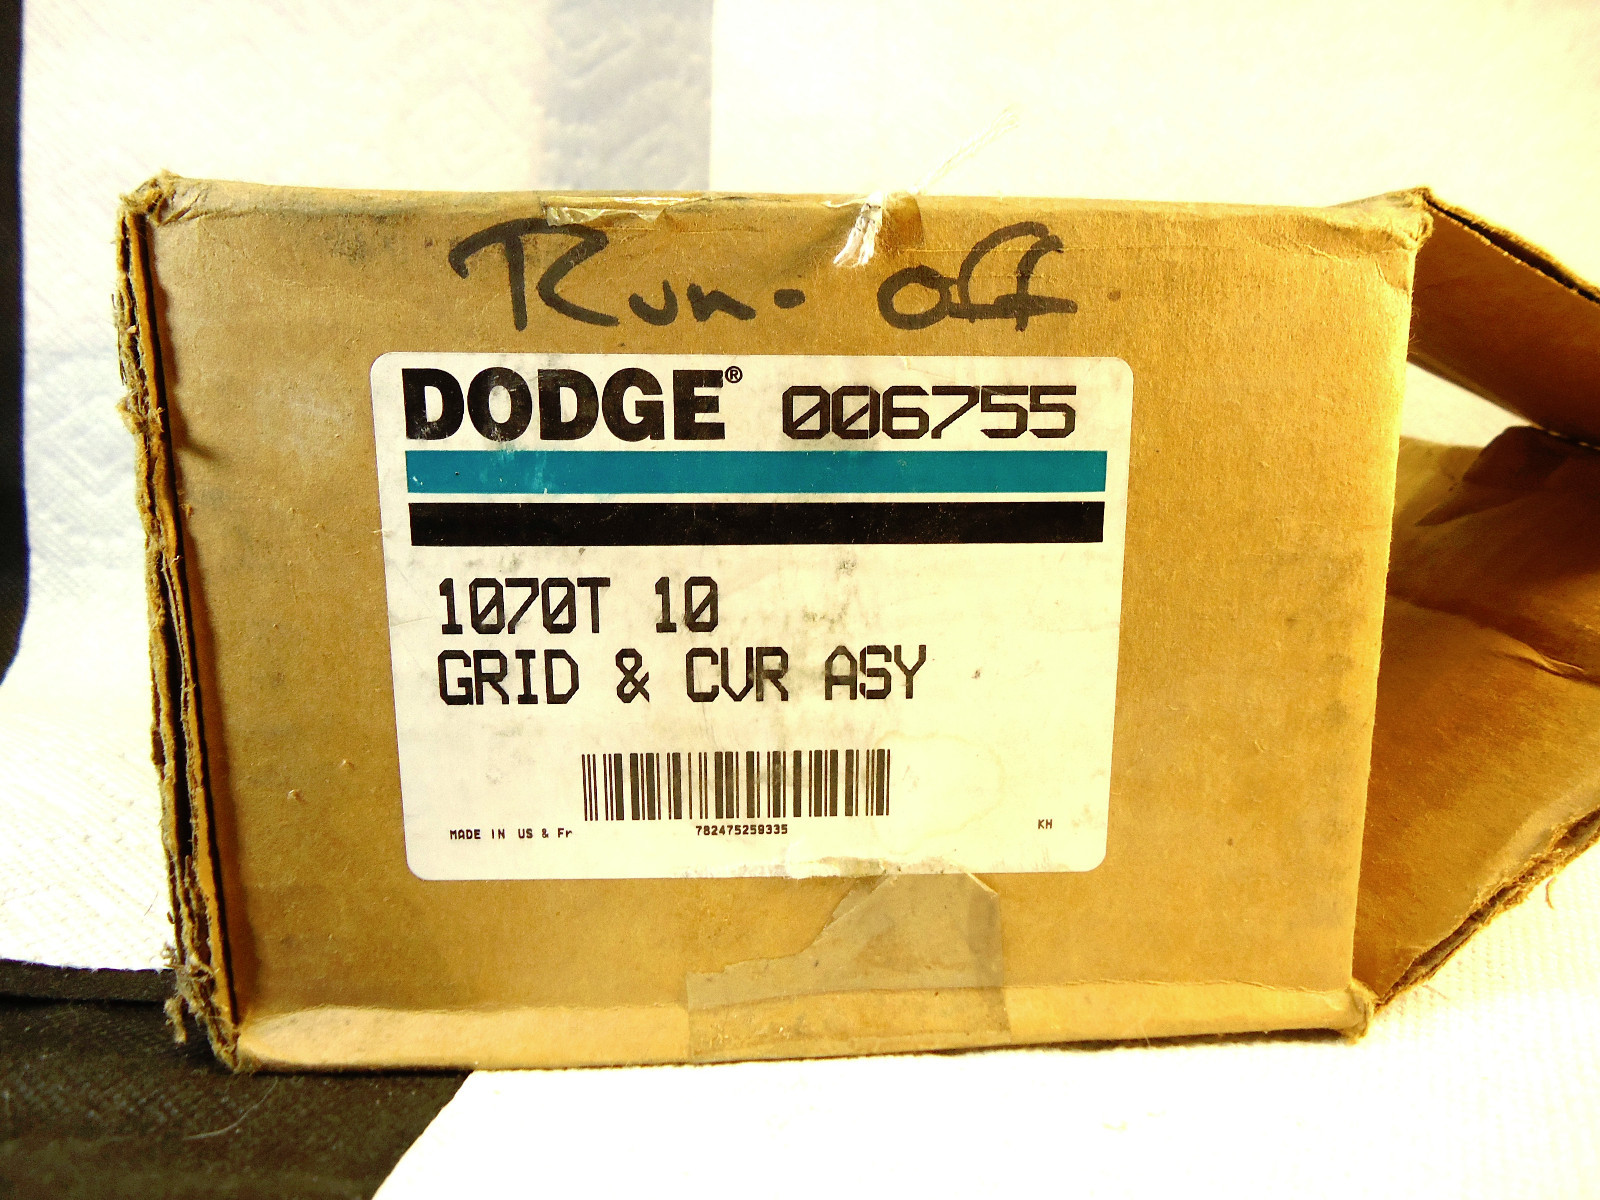 Run-off
DODGE® 006755
1070T 10
GRID & CVR ASY
MADE IN US & Fr 782475259335 KH